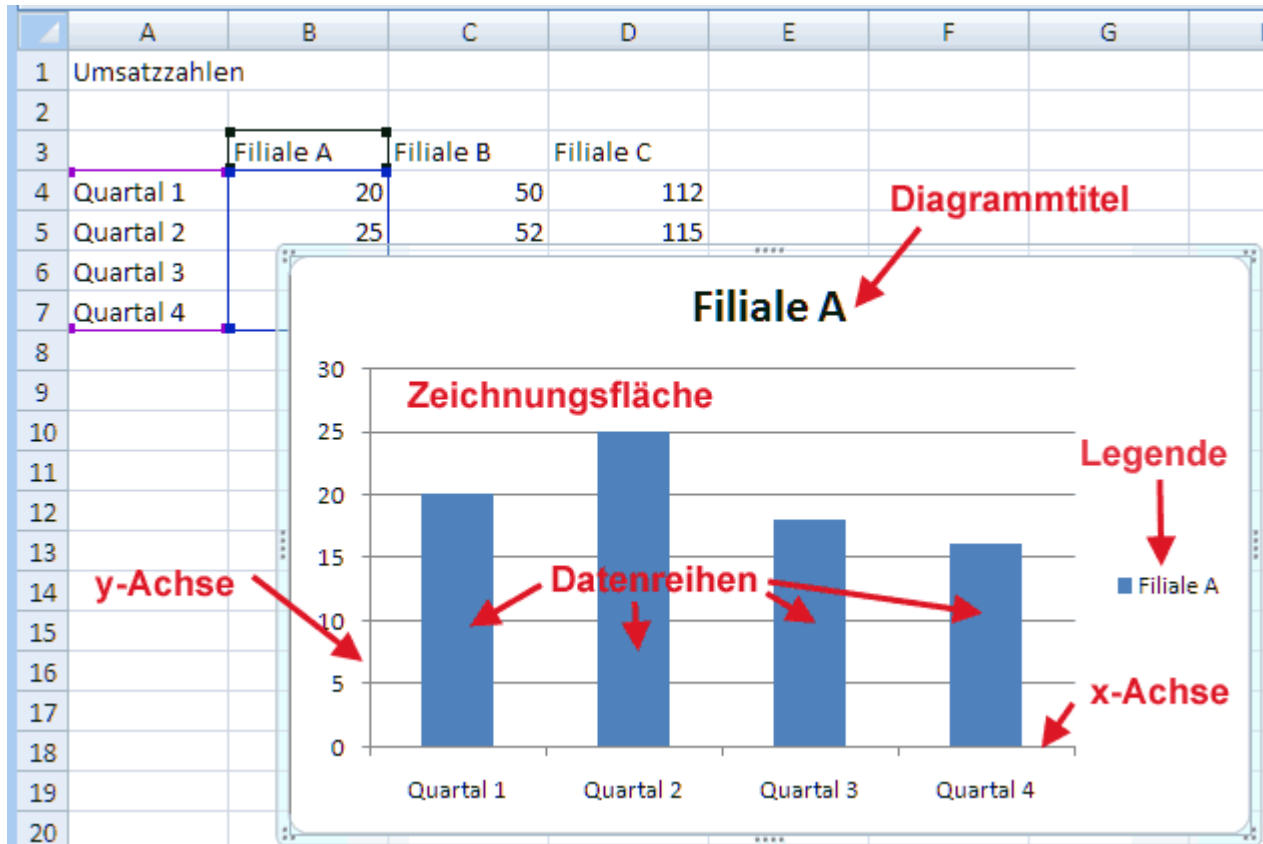 A B C D E F G
1 Umsatzzahlen
2
3 Filiale A Filiale B Filiale C
4 Quartal 1 20 50 112
5 Quartal 2 25 52 115
6 Quartal 3
7 Quartal 4
8
9
10
11
12
13
14
15
16
17
18
19
20
Diagrammtitel
Filiale A
30
25
20
15
10
5
0
Zeichnungsfläche
Legende
Filiale A
y-Achse
Datenreihen
x-Achse
Quartal 1 Quartal 2 Quartal 3 Quartal 4